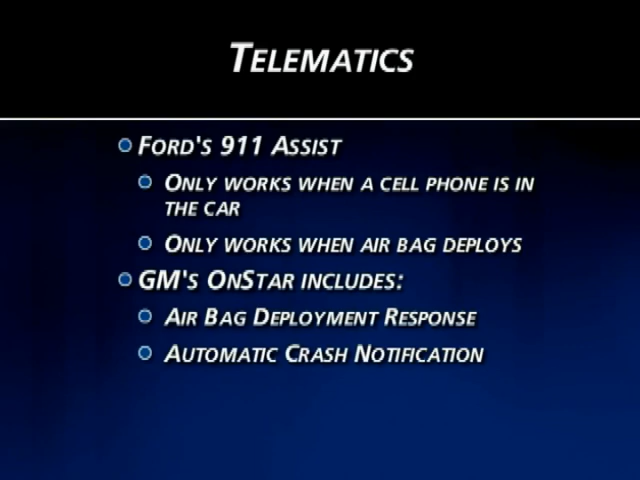 TELEMATICS
FORD'S 911 ASSIST
ONLY WORKS WHEN A CELL PHONE IS IN
THE CAR
ONLY WORKS WHEN AIR BAG DEPLOYS
GM'S ONSTAR INCLUDES:
AIR BAG DEPLOYMENT RESPONSE
AUTOMATIC CRASH NOTIFICATION